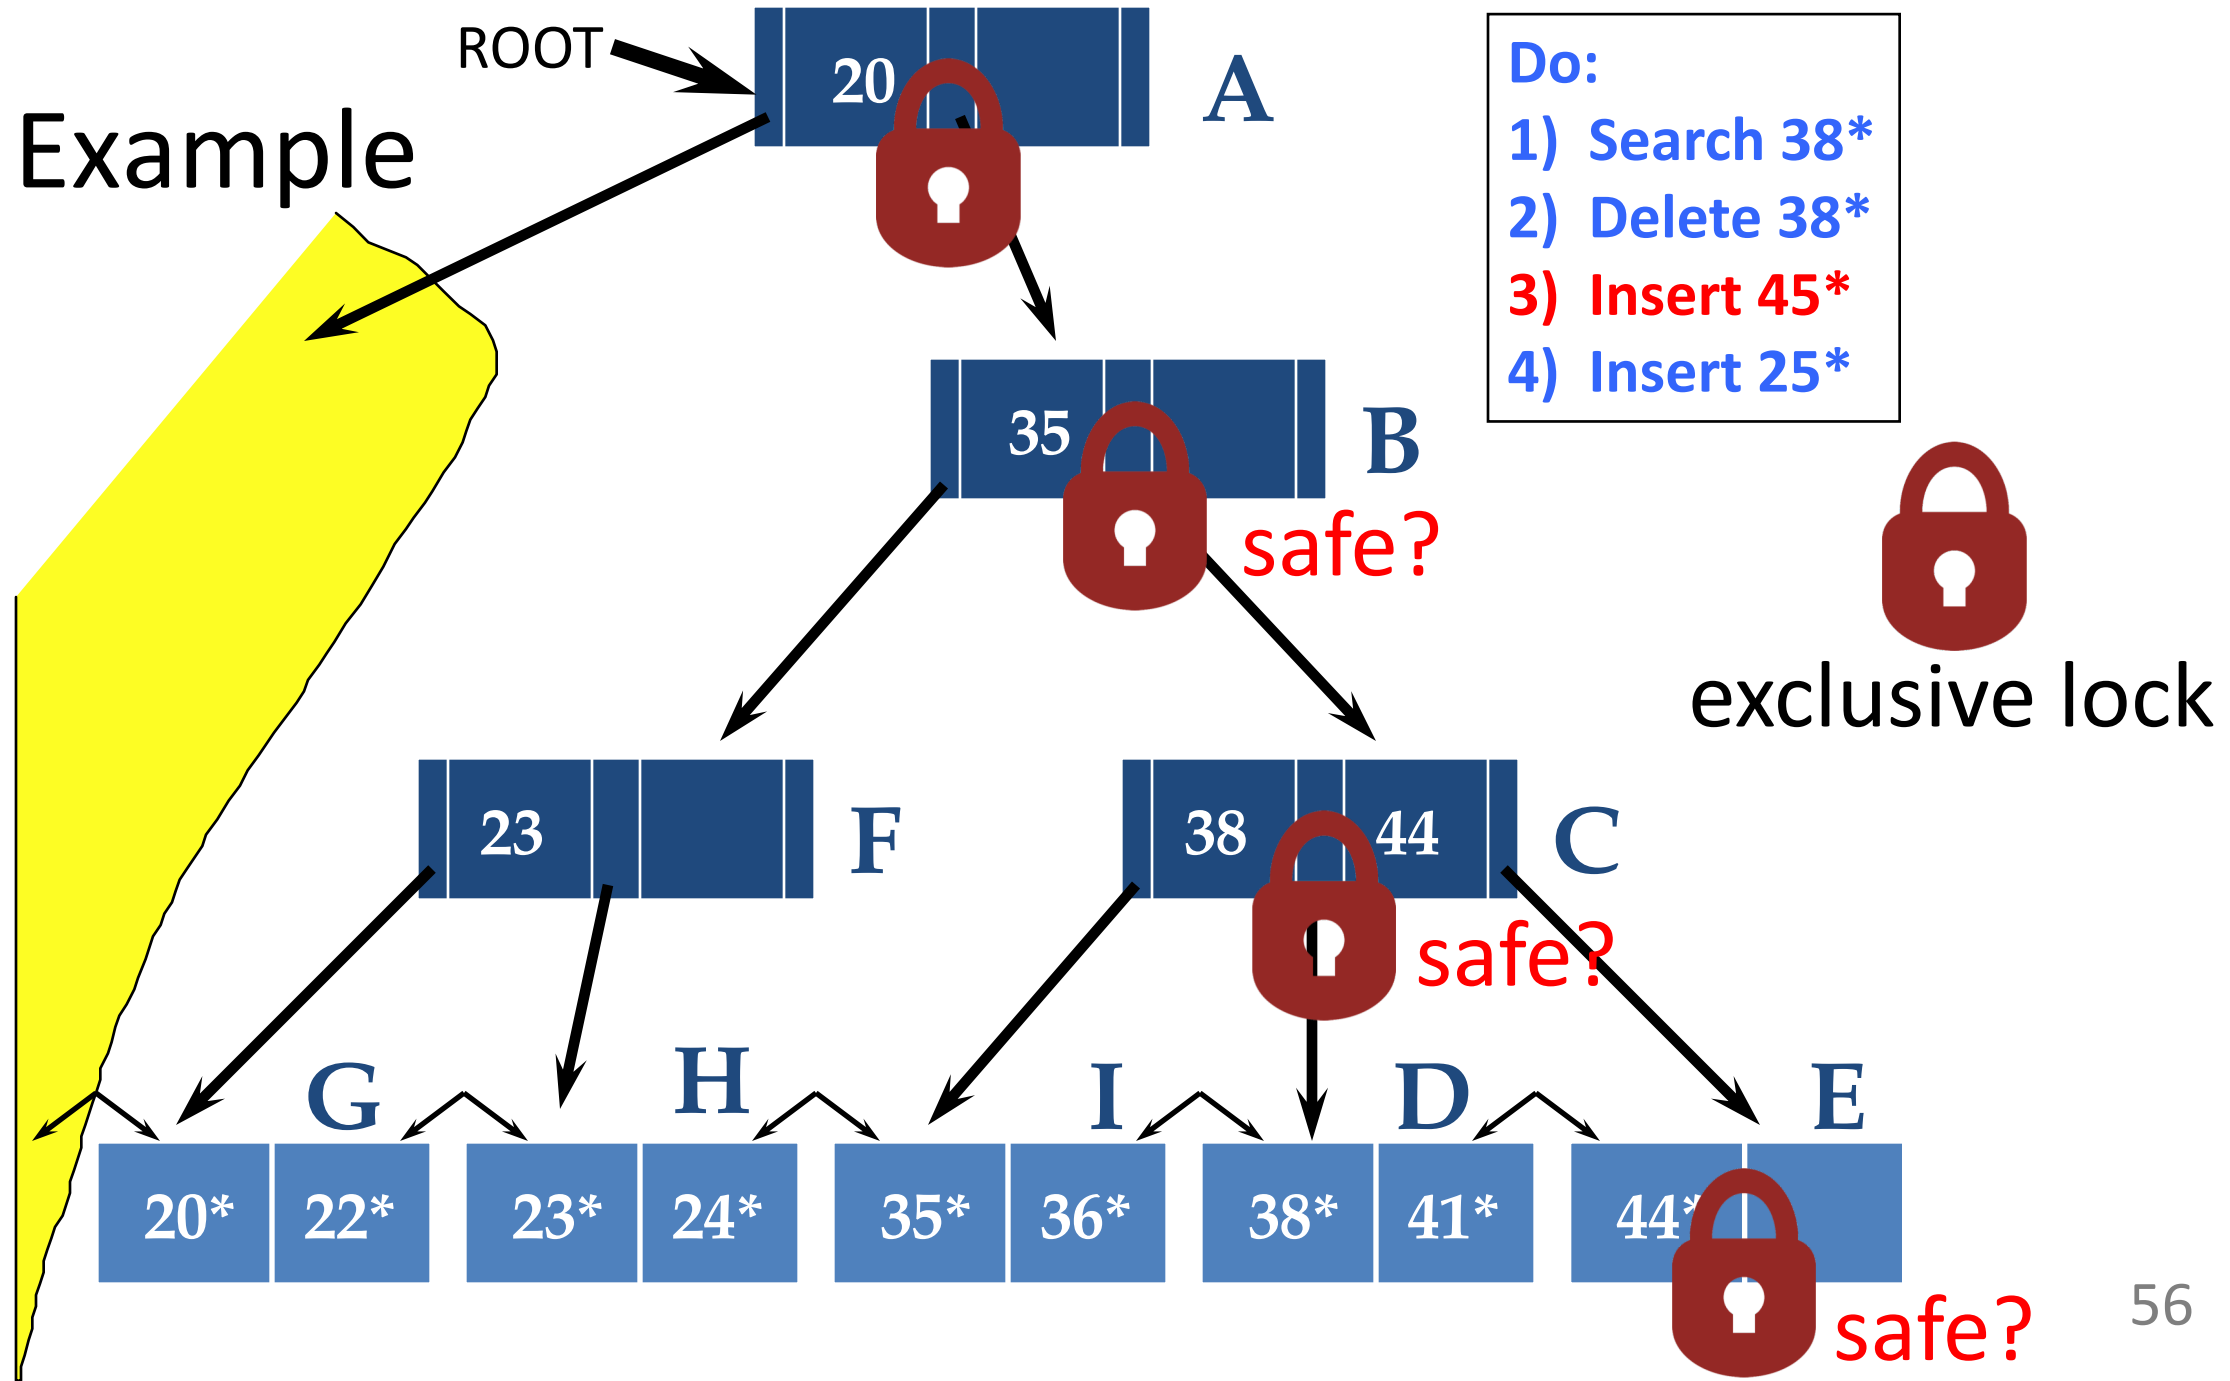 ROOT
20
A
Do:
1) Search 38*
2) Delete 38*
3) Insert 45*
4) Insert 25*
Example
35
B
safe?
exclusive lock
23
F
38
44
C
safe?
G
H
I
D
E
20*
22*
23*
24*
35*
36*
38*
41*
44*
safe?
56